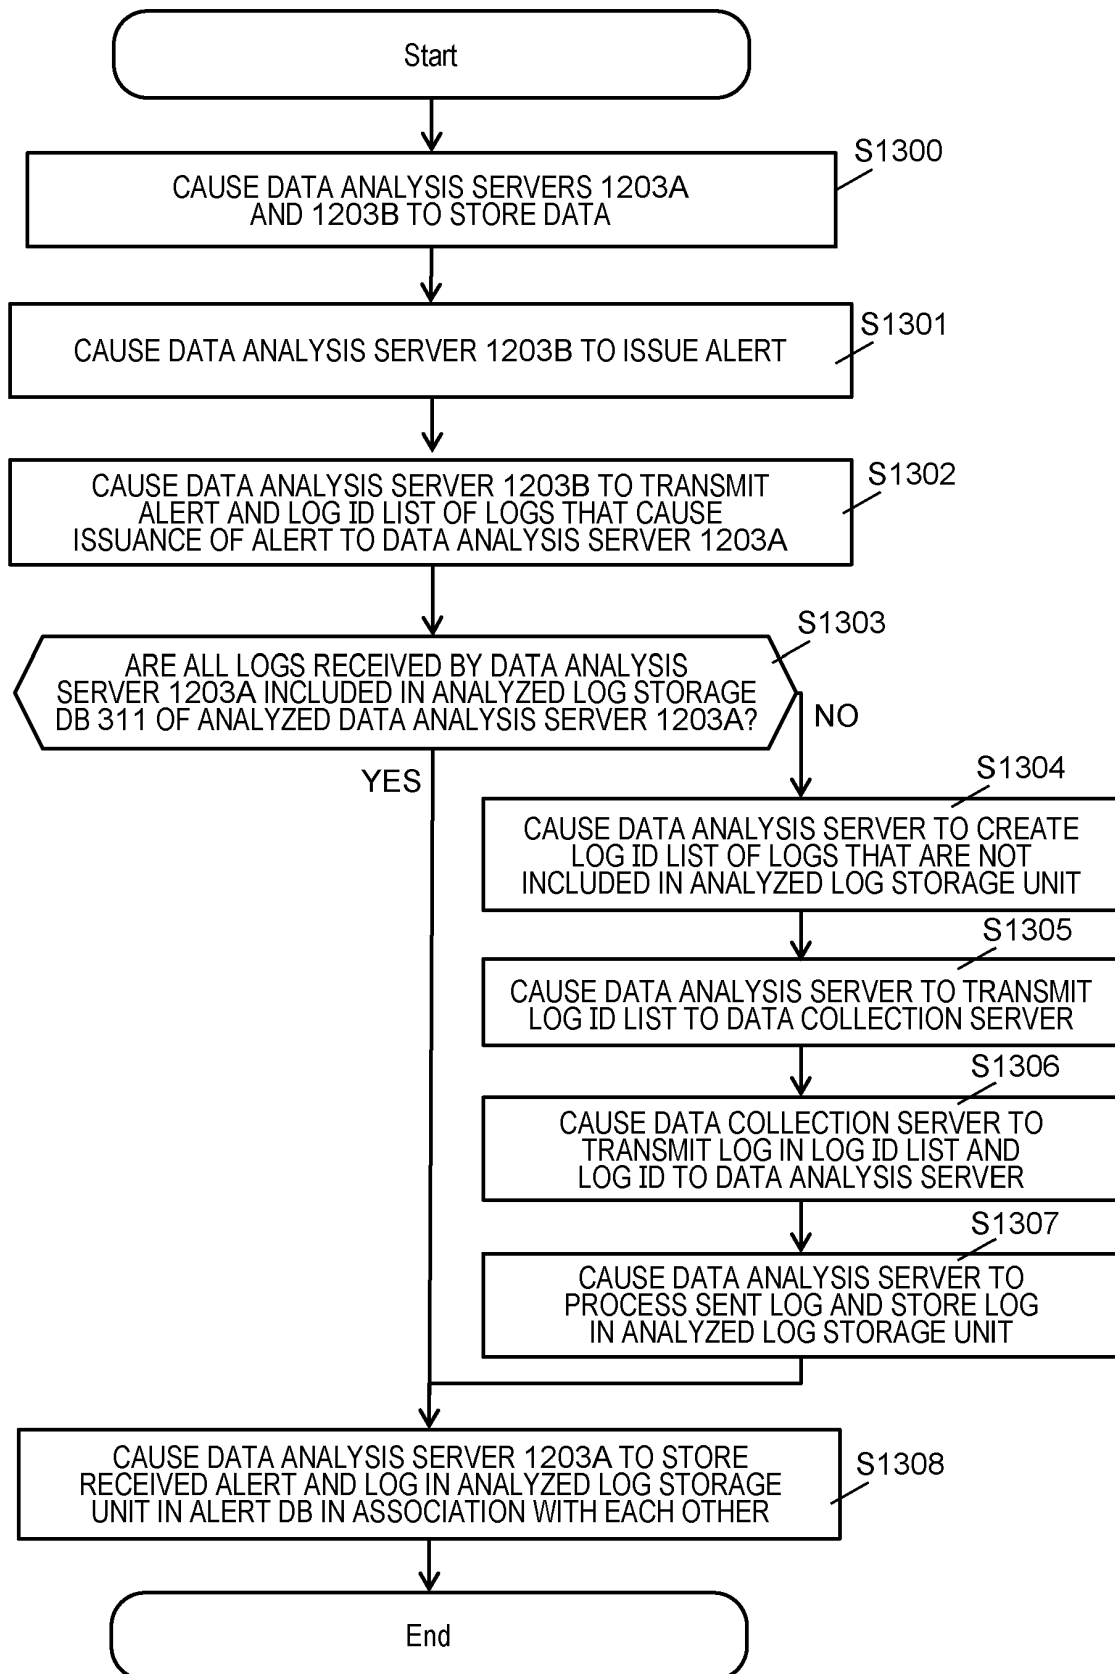 Start
S1300
CAUSE DATA ANALYSIS SERVERS 1203A
AND 1203B TO STORE DATA
S1301
CAUSE DATA ANALYSIS SERVER 1203B TO ISSUE ALERT
S1302
CAUSE DATA ANALYSIS SERVER 1203B TO TRANSMIT
ALERT AND LOG ID LIST OF LOGS THAT CAUSE
ISSUANCE OF ALERT TO DATA ANALYSIS SERVER 1203A
S1303
ARE ALL LOGS RECEIVED BY DATA ANALYSIS
SERVER 1203A INCLUDED IN ANALYZED LOG STORAGE
DB 311 OF ANALYZED DATA ANALYSIS SERVER 1203A?
NO
YES
S1304
CAUSE DATA ANALYSIS SERVER TO CREATE
LOG ID LIST OF LOGS THAT ARE NOT
INCLUDED IN ANALYZED LOG STORAGE UNIT
S1305
CAUSE DATA ANALYSIS SERVER TO TRANSMIT
LOG ID LIST TO DATA COLLECTION SERVER
S1306
CAUSE DATA COLLECTION SERVER TO
TRANSMIT LOG IN LOG ID LIST AND
LOG ID TO DATA ANALYSIS SERVER
S1307
CAUSE DATA ANALYSIS SERVER TO
PROCESS SENT LOG AND STORE LOG
IN ANALYZED LOG STORAGE UNIT
CAUSE DATA ANALYSIS SERVER 1203A TO STORE
RECEIVED ALERT AND LOG IN ANALYZED LOG STORAGE
UNIT IN ALERT DB IN ASSOCIATION WITH EACH OTHER
S1308
End